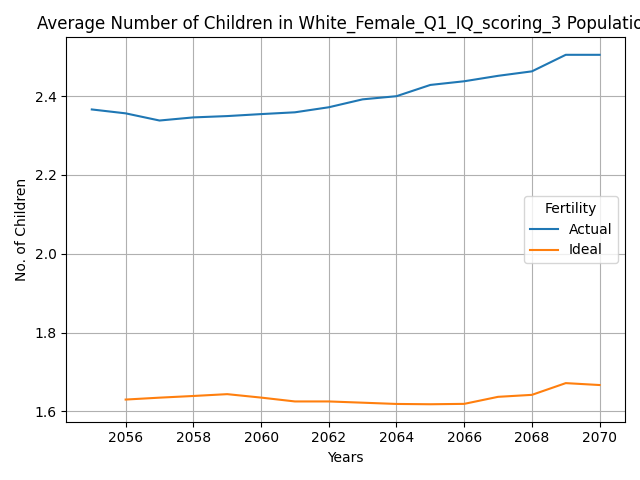 Average Number of Children in White_Female_Q1_IQ_scoring_3 Populatio
2.4
2.2
2.0
1.8
1.6
No. of Children
Fertility
Actual
Ideal
2056 2058 2060 2062 2064 2066 2068 2070
Years